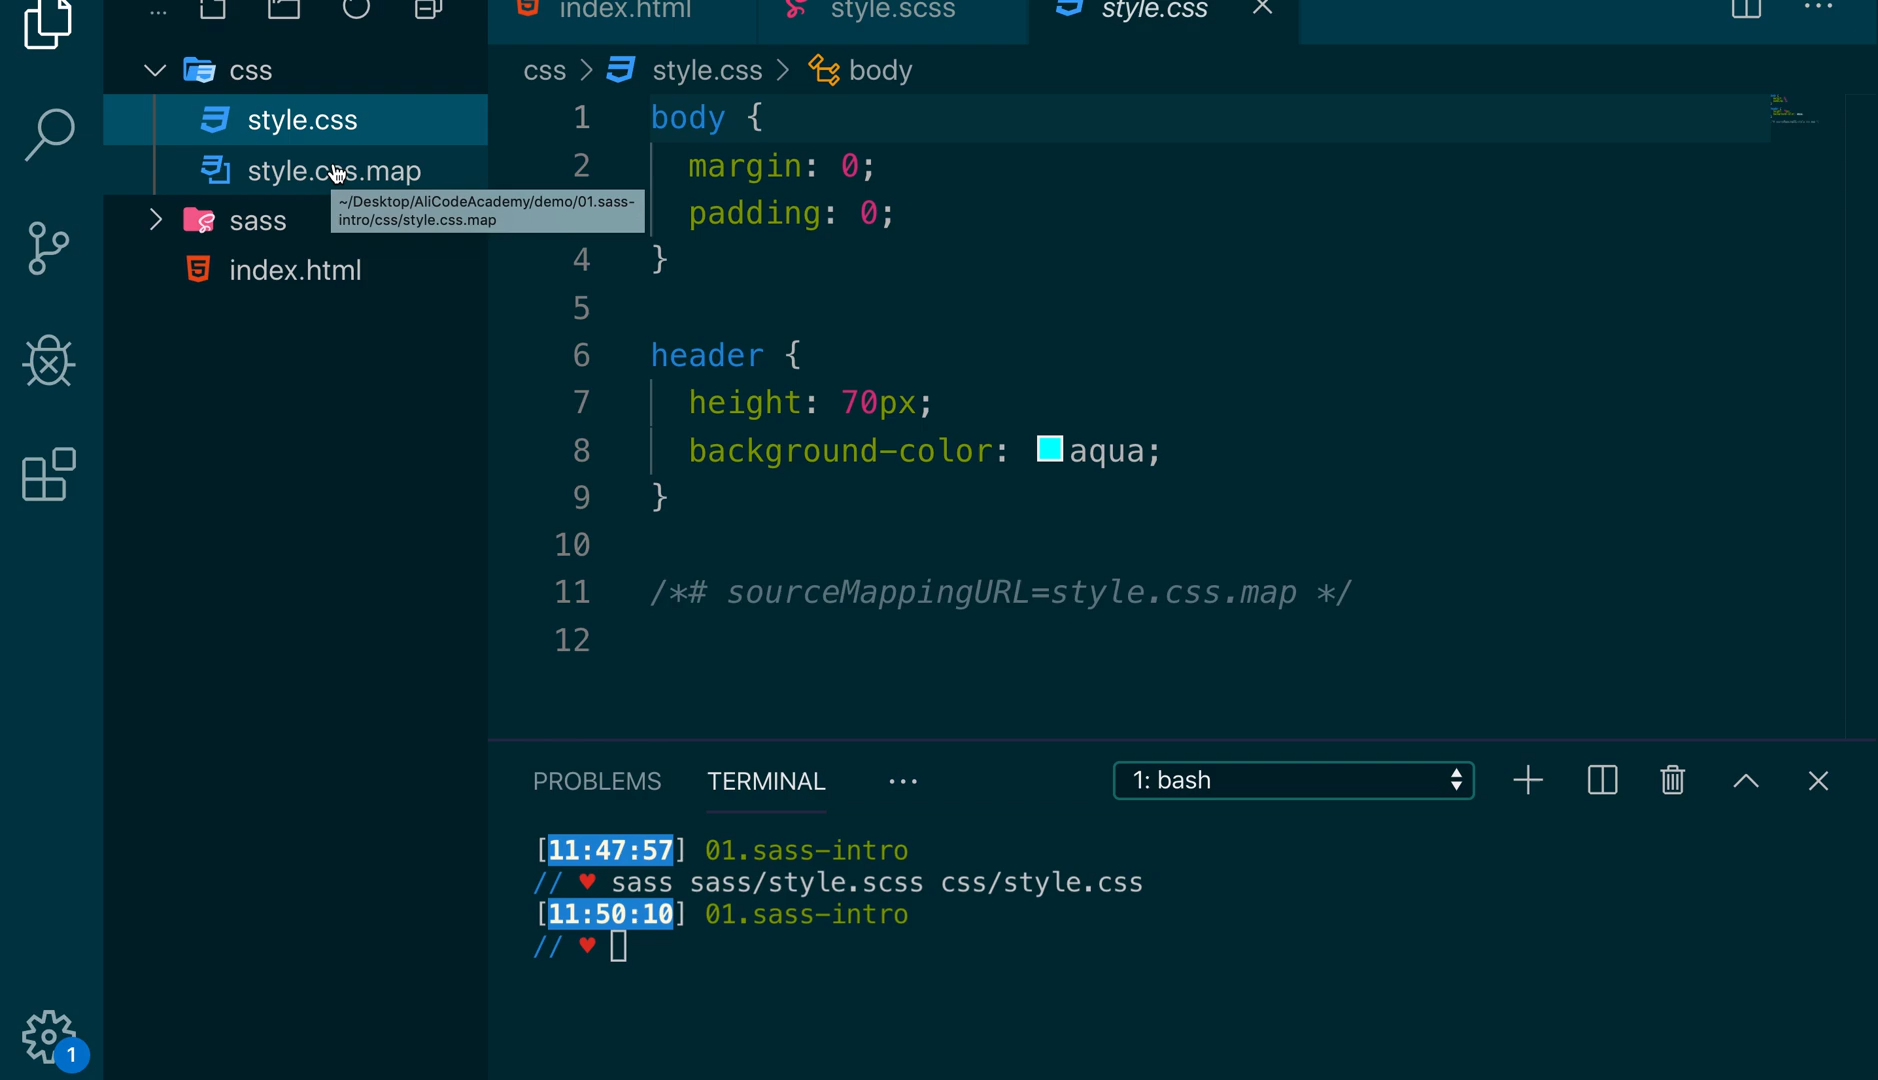 index.html
style.scss
style.css
css
style.css
style.css.map
~/Desktop/AliCodeAcademy/demo/01.sass-
intro/css/style.css.map
sass
index.html
css > style.css > body
1 body {
2 margin: 0;
padding: 0;
4 }
5
6 header {
7 height: 70px;
8 background-color: aqua;
9 }
10
11 /*# sourceMappingURL=style.css.map */
12
PROBLEMS TERMINAL ... 1: bash
[11:47:57] 01.sass-intro
// ♥ sass sass/style.scss css/style.css
[11:50:10] 01.sass-intro
// ♥
1